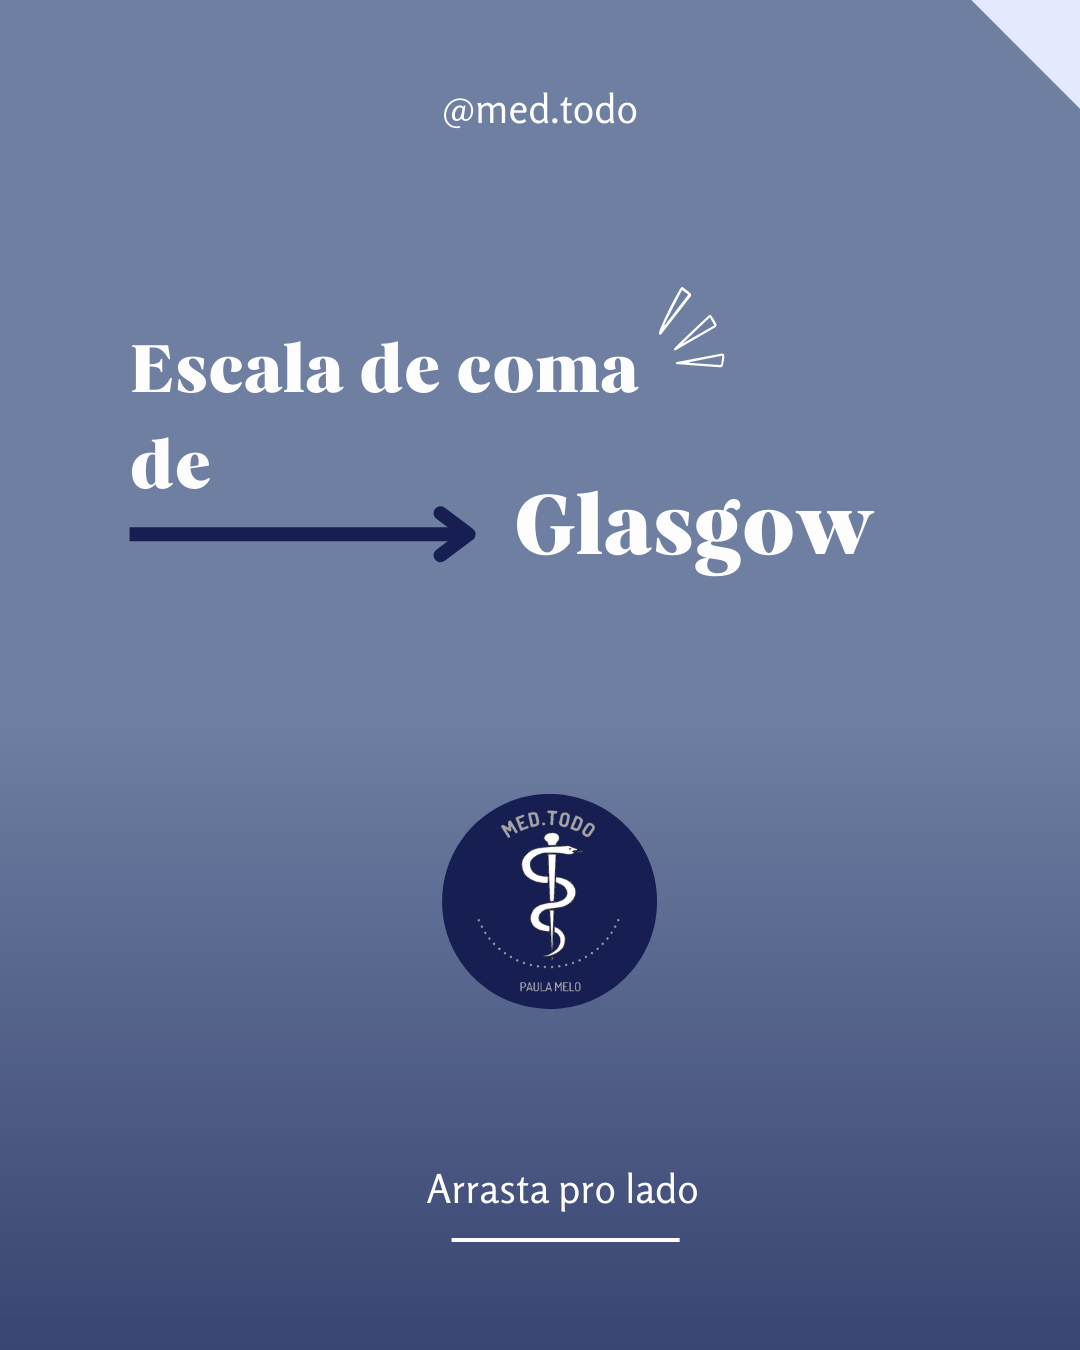 @med.todo
Escala de coma
de
Glasgow
MED.TODO
PAULA MELO
Arrasta pro lado